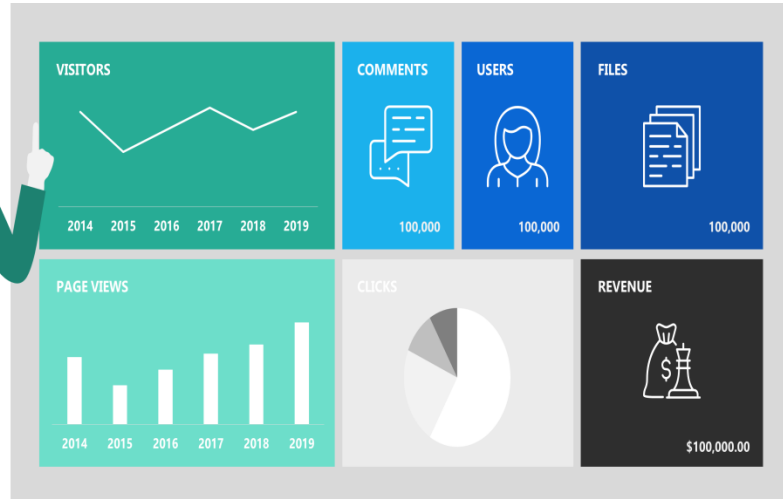 VISITORS
2014 2015 2016 2017 2018 2019
COMMENTS
100,000
USERS
100,000
FILES
100,000
PAGE VIEWS
2014 2015 2016 2017 2018 2019
CLICKS
REVENUE
$
$100,000.00